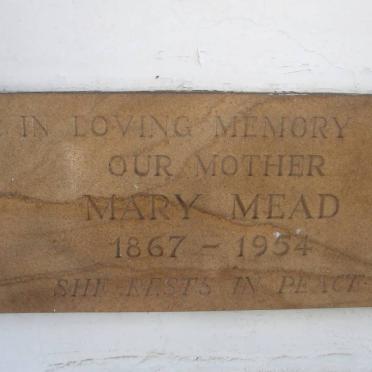 IN LOVING MEMORY
OUR MOTHER
MARY MEAD
1867 - 1954
SHE RESTS IN PEACE